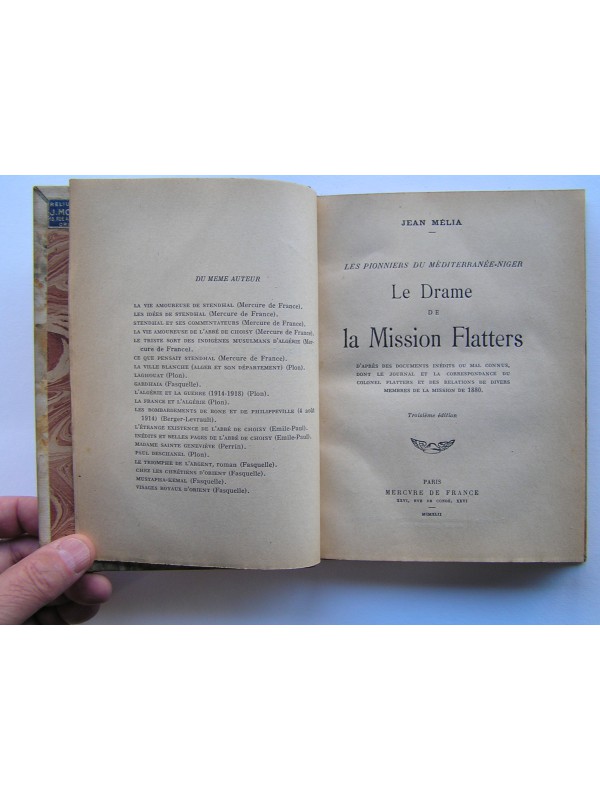 J. MO
DU MEME AUTEUR
LA VIE AMOUREUSE DE STENDHAL (Mercure de France).
LES IDÉES DE STENDHAL (Mercure de France).
STENDHAL ET SES COMMENTATEURS (Mercure de France).
LA VIE AMOUREUSE DE L'ABBÉ DE CHOISY (Mercure de France).
LE TRISTE SORT DES INDIGÈNES MUSULMANS D'ALGÉRIE (Mer-
cure de France).
CE QUE PENSAIT STENDHAL (Mercure de France).
LA VILLE BLANCHE (ALGER ET SON DÉPARTEMENT) (Plon).
LAGHOUAT (Plon).
GARDHAIA (Fasquelle).
L'ALGÉRIE ET LA GUERRE (1914-1918) (Plon).
LA FRANCE ET L'ALGÉRIE (Plon).
LES BOMBARDEMENTS DE BONE ET DE PHILIPPEVILLE (4 août
1914) (Berger-Levrault).
L'ÉTRANGE EXISTENCE DE L'ABBÉ DE CHOISY (Emile-Paul).
INÉDITS ET BELLES PAGES DE L'ABBÉ DE CHOISY (Emile-Paul).
MADAME SAINTE GENEVIÈVE (Perrin).
PAUL DESCHANEL (Plon).
LE TRIOMPHE DE L'ARGENT, roman (Fasquelle).
CHEZ LES CHRÉTIENS D'ORIENT (Fasquelle).
MUSTAPHA-KEMAL (Fasquelle).
VISAGES ROYAUX D'ORIENT (Fasquelle).
JEAN MÉLIA
LES PIONNIERS DU MÉDITERRANÉE-NIGER
Le Drame
DE
la Mission Flatters
D'APRÈS DES DOCUMENTS INÉDITS OU MAL CONNUS,
DONT LE JOURNAL ET LA CORRESPONDANCE DU
COLONEL FLATTERS ET DES RELATIONS DE DIVERS
MEMBRES DE LA MISSION DE 1880.
Troisième édition
PARIS
MERCVRE DE FRANCE
XXVI, RVE DE CONDÉ, XXVI
MCMXLII